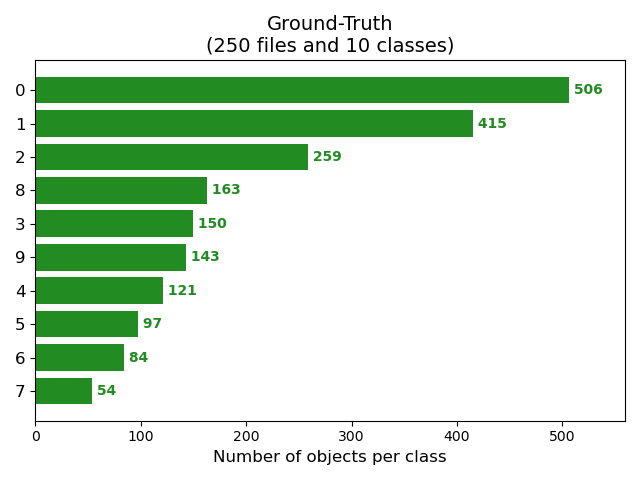 Ground-Truth
(250 files and 10 classes)
0 506
1 415
2 259
8 163
3 150
9 143
4 121
5 97
6 84
7 54
0 100 200 300 400 500
Number of objects per class